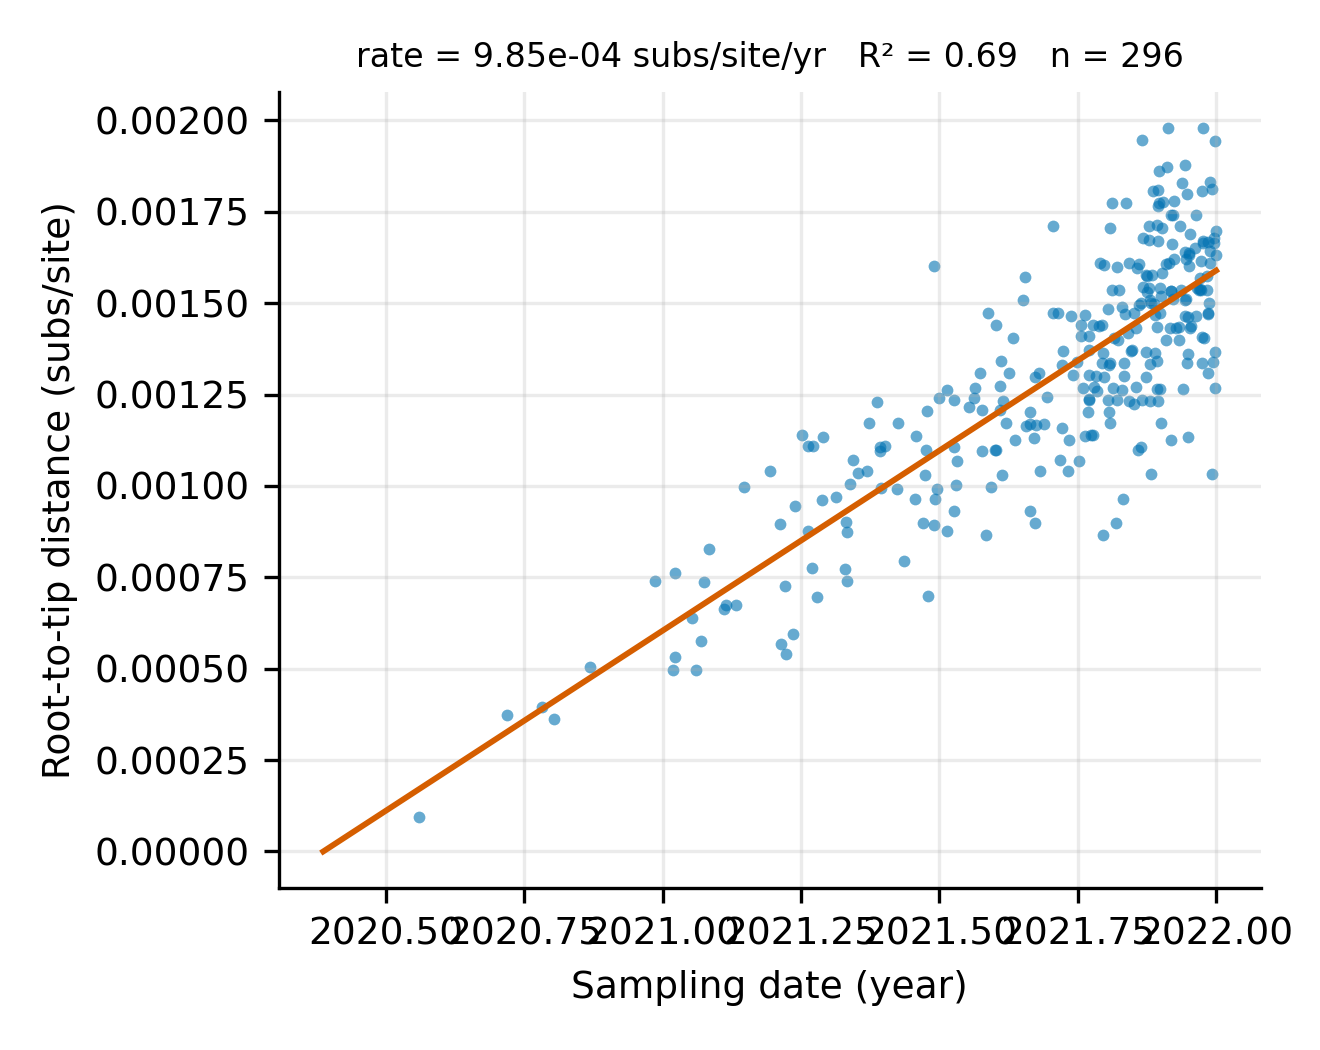 rate = 9.85e-04 subs/site/yr R² = 0.69 n = 296
0.00200
0.00175
0.00150
0.00125
0.00100
0.00075
0.00050
0.00025
0.00000
Root-to-tip distance (subs/site)
2020.50 2020.75 2021.00 2021.25 2021.50 2021.75 2022.00
Sampling date (year)